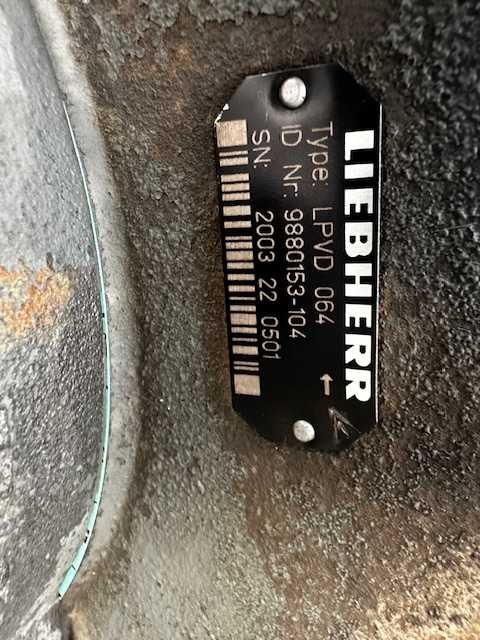 LIEBHERR
Type: LPVD 064
ID Nr: 9880153-104
SN: 2003 22 0501